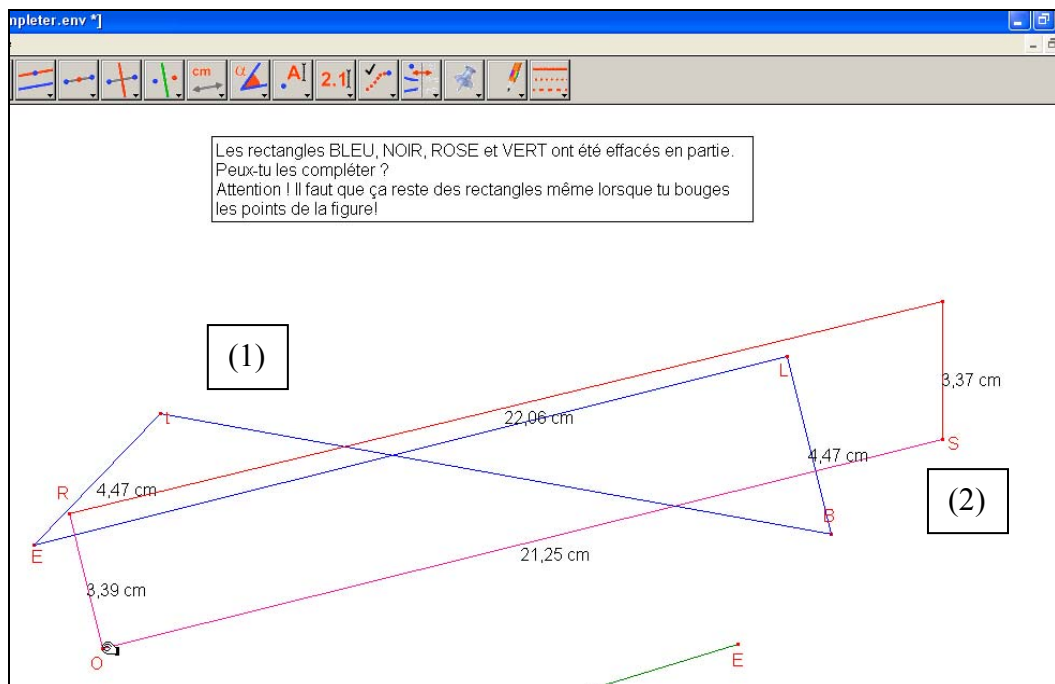 mpleter.env *]
cm
α
A
2.1
Les rectangles BLEU, NOIR, ROSE et VERT ont été effacés en partie.
Peux-tu les compléter ?
Attention ! Il faut que ça reste des rectangles même lorsque tu bouges
les points de la figure!
(1)
L
3,37 cm
t
22,06 cm
S
4,47 cm
R
4,47 cm
(2)
B
E
21,25 cm
3,39 cm
O
E